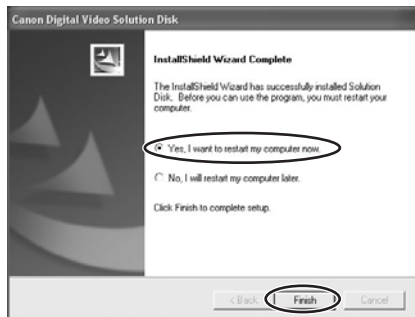 Canon Digital Video Solution Disk
InstallShield Wizard Complete
The InstallShield Wizard has successfully installed Solution
Disk. Before you can use the program, you must restart your
computer.
Yes, I want to restart my computer now.
No, I will restart my computer later.
Click Finish to complete setup.
< Back Finish Cancel